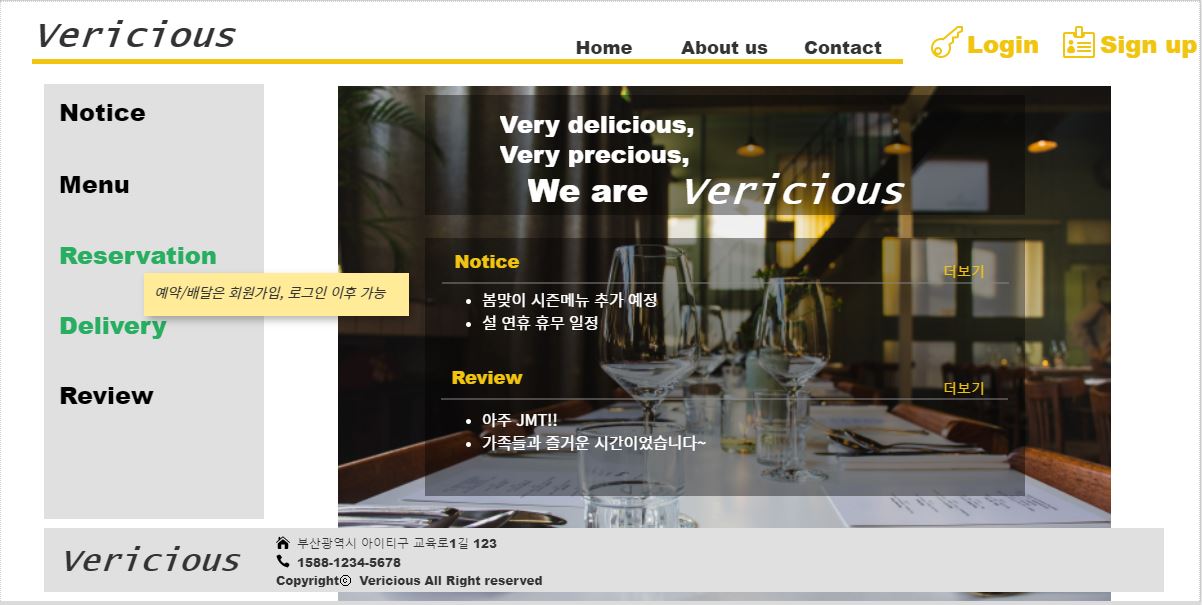 Vericious
Home About us Contact Login Sign up
Notice
Menu
Reservation
예약/배달은 회원가입, 로그인 이후 가능
Delivery
Review
Very delicious,
Very precious,
We are Vericious
Notice 더보기
• 봄맞이 시즌메뉴 추가 예정
• 설 연휴 휴무 일정
Review 더보기
• 아주 JMT!!
• 가족들과 즐거운 시간이었습니다~
Vericious
부산광역시 아이티구 교육로1길 123
1588-1234-5678
Copyrightⓒ Vericious All Right reserved